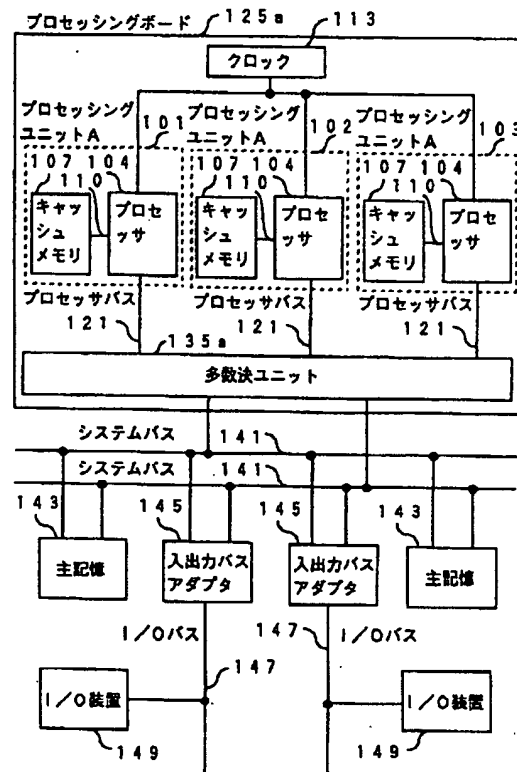 プロセッシングボード
125a
113
クロック
プロセッシング
ユニットA
101
プロセッシング
ユニットA
102
プロセッシング
ユニットA
103
107 104
110
キャッ
シュ
メモリ
プロセ
ッサ
107 104
110
キャッ
シュ
メモリ
プロセ
ッサ
107 104
110
キャッ
シュ
メモリ
プロセ
ッサ
プロセッサバス
121
プロセッサバス
121
プロセッサバス
121
135a
多数決ユニット
システムバス
141
システムバス
141
143
145
145
143
主記憶
入出力バス
アダプタ
入出力バス
アダプタ
主記憶
I/Oバス
147
147
I/Oバス
I/O装置
149
I/O装置
149